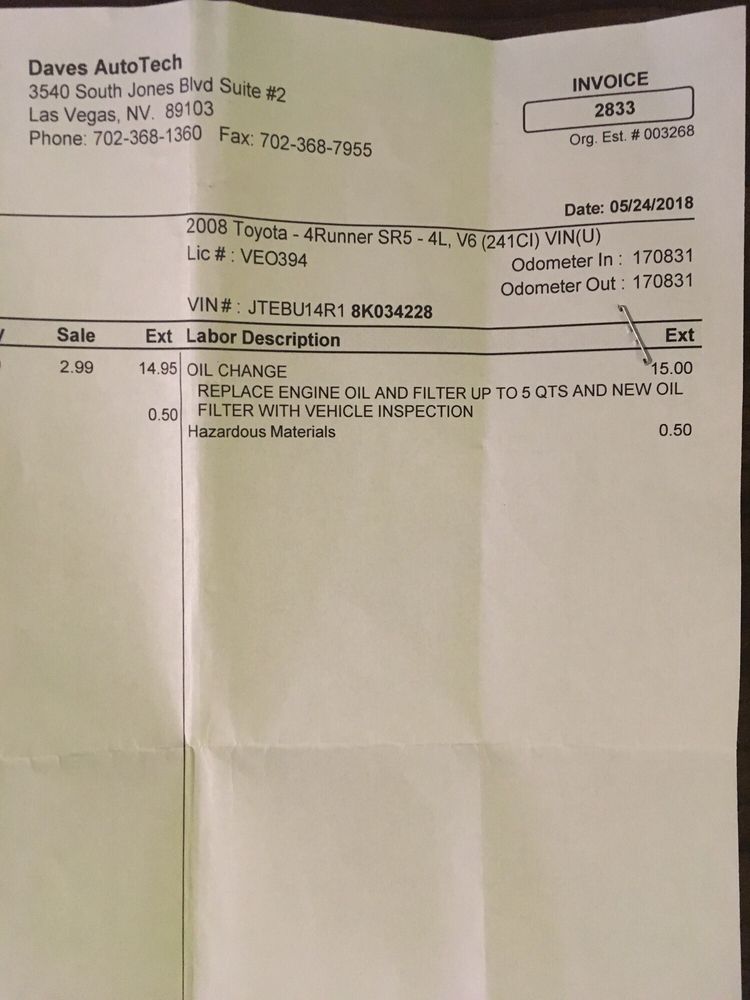 Daves AutoTech
3540 South Jones Blvd Suite #2
Las Vegas, NV. 89103
Phone: 702-368-1360 Fax: 702-368-7955
INVOICE
2833
Org. Est. # 003268
Date: 05/24/2018
2008 Toyota - 4Runner SR5 - 4L, V6 (241CI) VIN(U)
Lic # : VEO394
Odometer In : 170831
Odometer Out : 170831
VIN# : JTEBU14R1 8K034228
Sale Ext Labor Description Ext
2.99 14.95 OIL CHANGE 15.00
REPLACE ENGINE OIL AND FILTER UP TO 5 QTS AND NEW OIL
0.50 FILTER WITH VEHICLE INSPECTION
Hazardous Materials 0.50